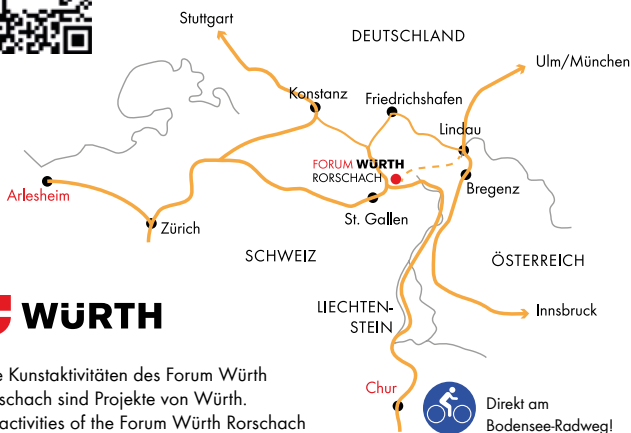 Stuttgart
DEUTSCHLAND
Ulm/München
Konstanz
Friedrichshafen
Lindau
FORUM WÜRTH
RORSCHACH
Arlesheim
Bregenz
St. Gallen
Zürich
SCHWEIZ
ÖSTERREICH
LIECHTEN-
STEIN
Innsbruck
WÜRTH
Kunstaktivitäten des Forum Würth
sind Projekte von Würth.
activities of the Forum Würth Rorschach
Chur
Direkt am
Bodensee-Radweg!